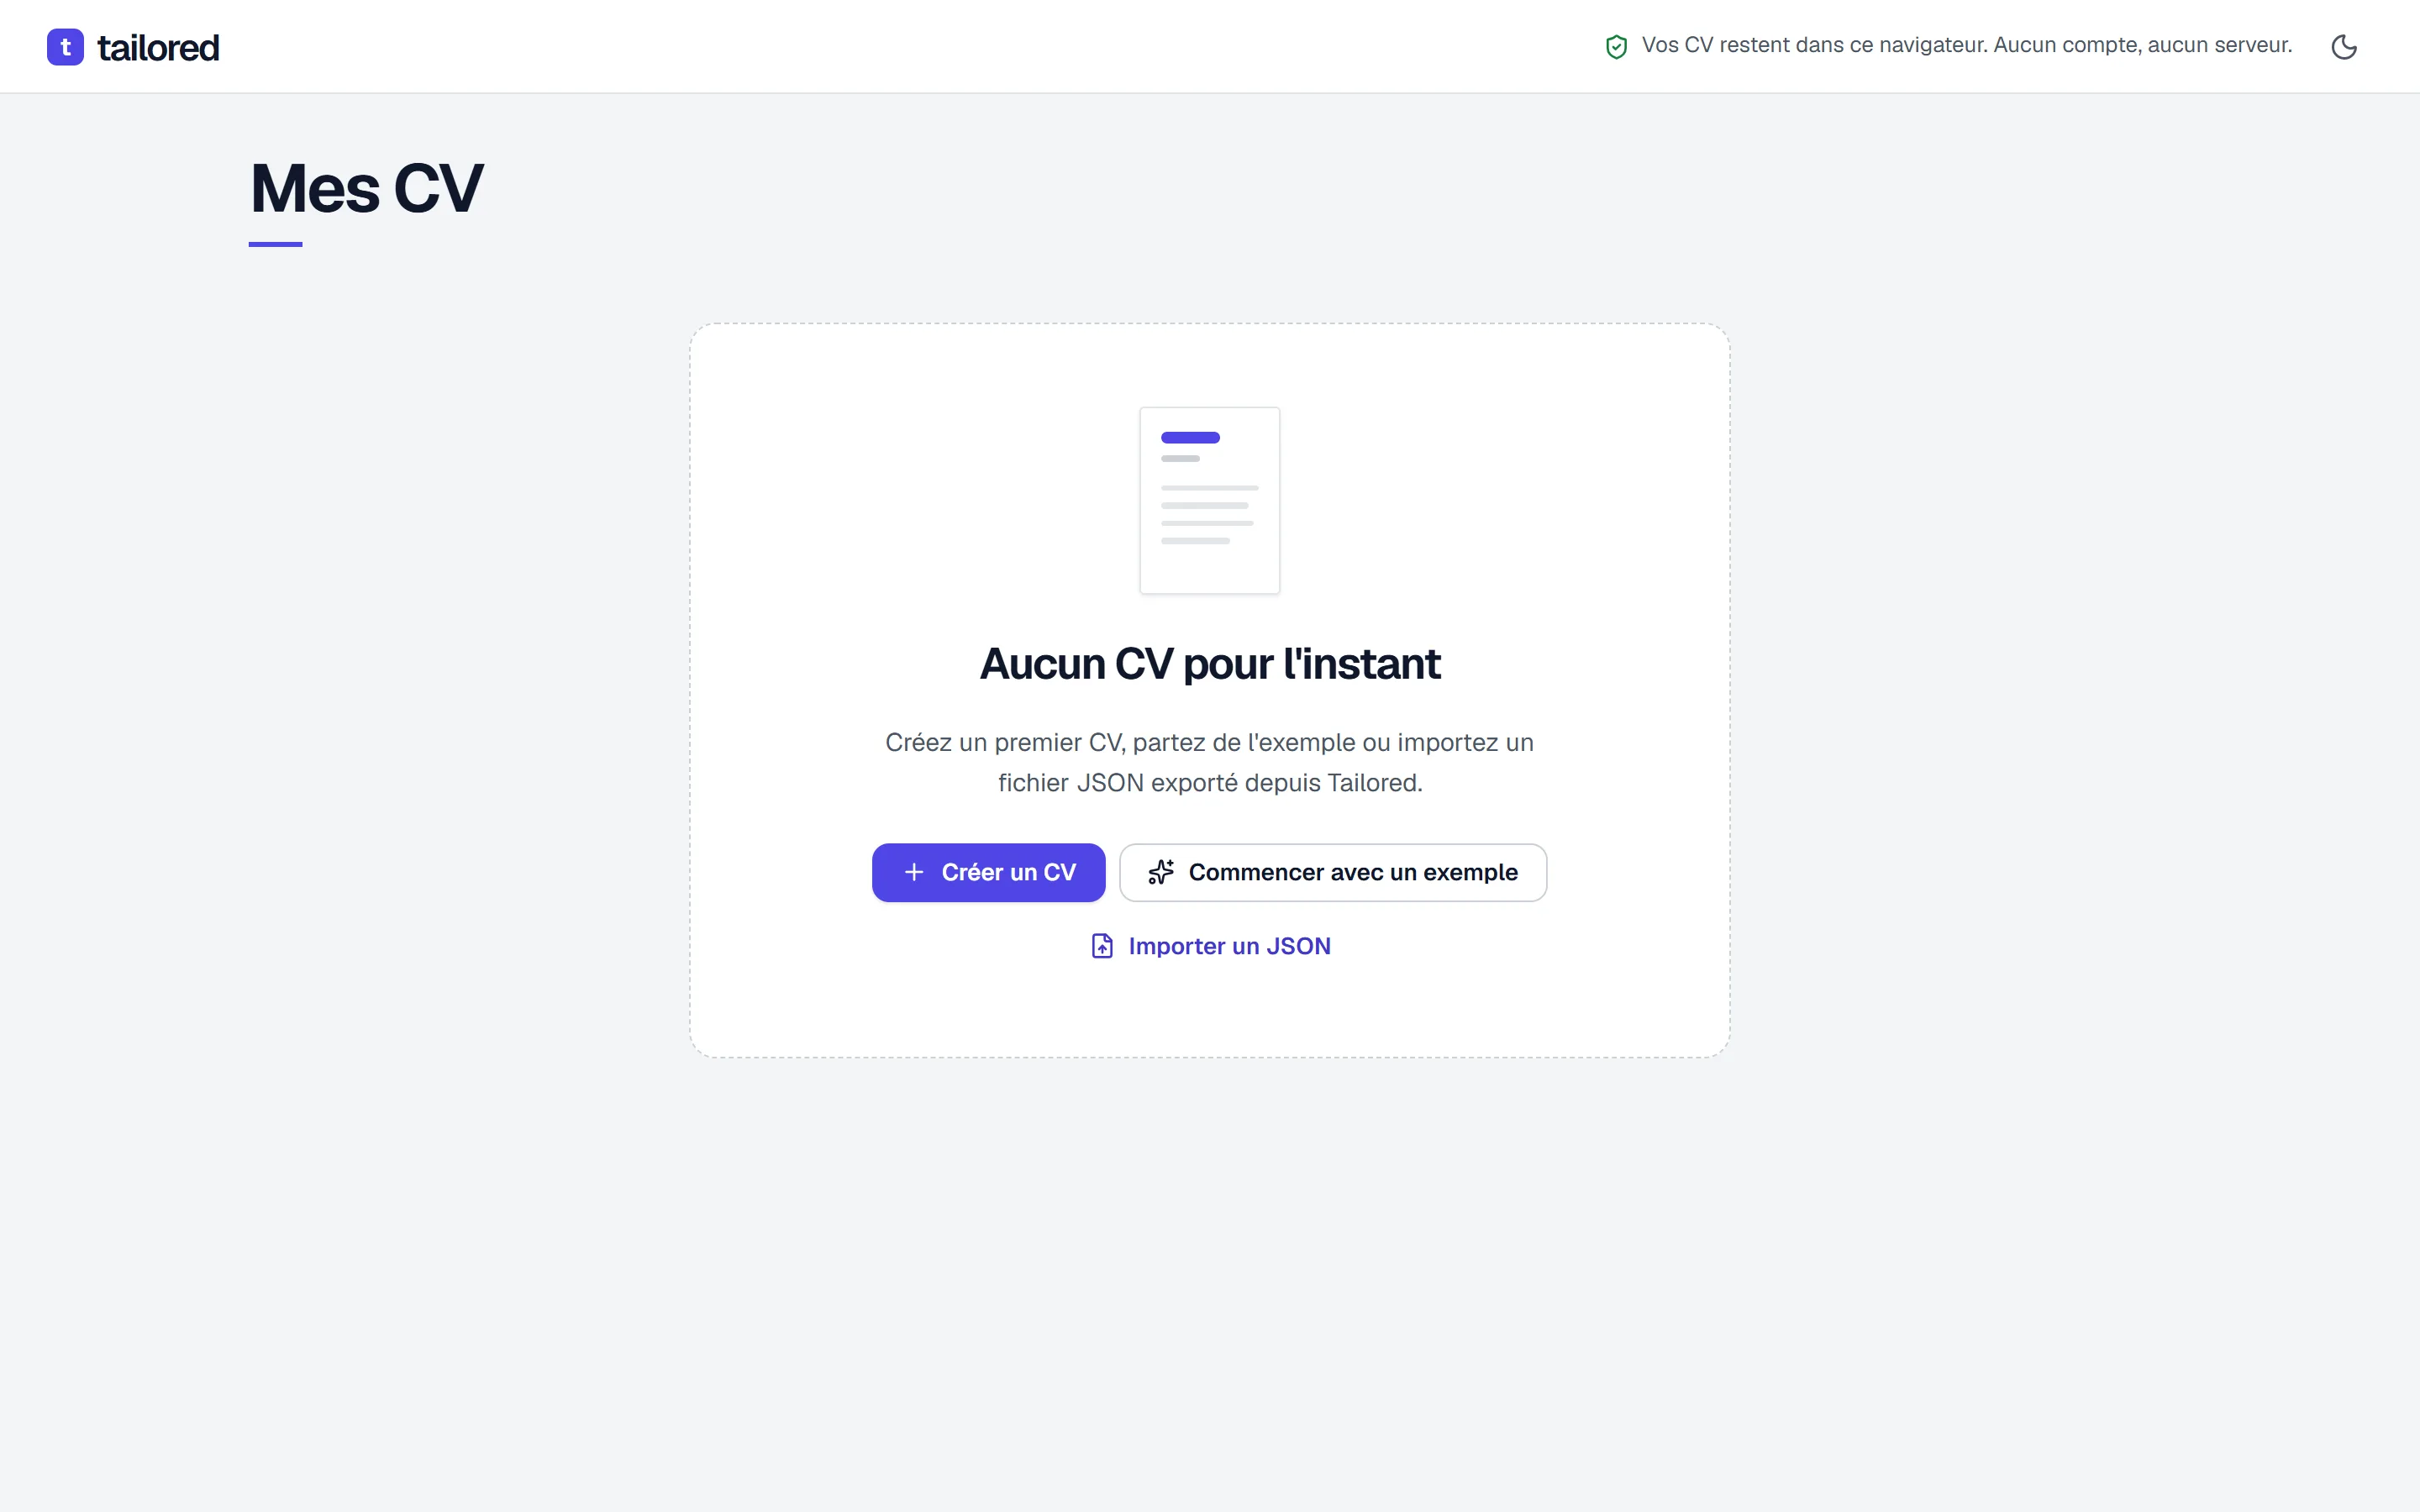 t tailored
Vos CV restent dans ce navigateur. Aucun compte, aucun serveur.
Mes CV
Aucun CV pour l'instant
Créez un premier CV, partez de l'exemple ou importez un
fichier JSON exporté depuis Tailored.
Créer un CV
Commencer avec un exemple
Importer un JSON